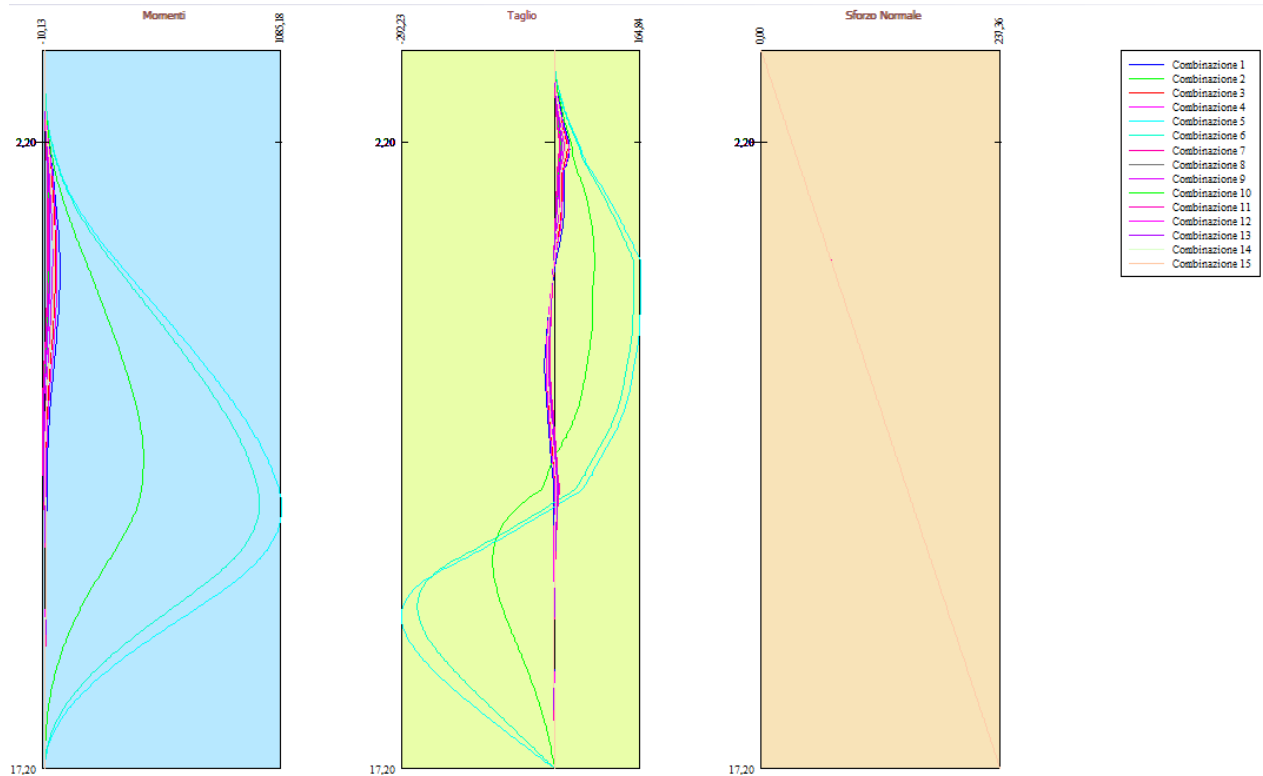 Momenti
Taglio
Sforzo Normale
-10,13
1085,18
-292,23
164,84
0,00
237,36
2,20
2,20
2,20
17,20
17,20
17,20
Combinazione 1
Combinazione 2
Combinazione 3
Combinazione 4
Combinazione 5
Combinazione 6
Combinazione 7
Combinazione 8
Combinazione 9
Combinazione 10
Combinazione 11
Combinazione 12
Combinazione 13
Combinazione 14
Combinazione 15